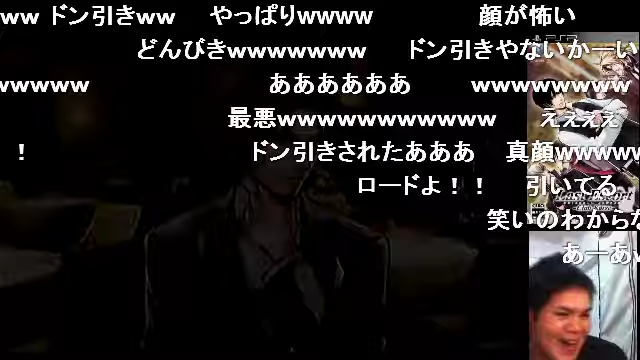 ww ドン引きww やっぱりwwww 顔が怖い
どんびきwwwwwww ドン引きやないかーい
wwwww ああああああ wwwwwwww
最悪wwwwwwwwwww ええええ
！ ドン引きされたあああ 真顔wwwww
ロードよ！！ 引いてる
Last Escort
笑いのわからな
あーあw